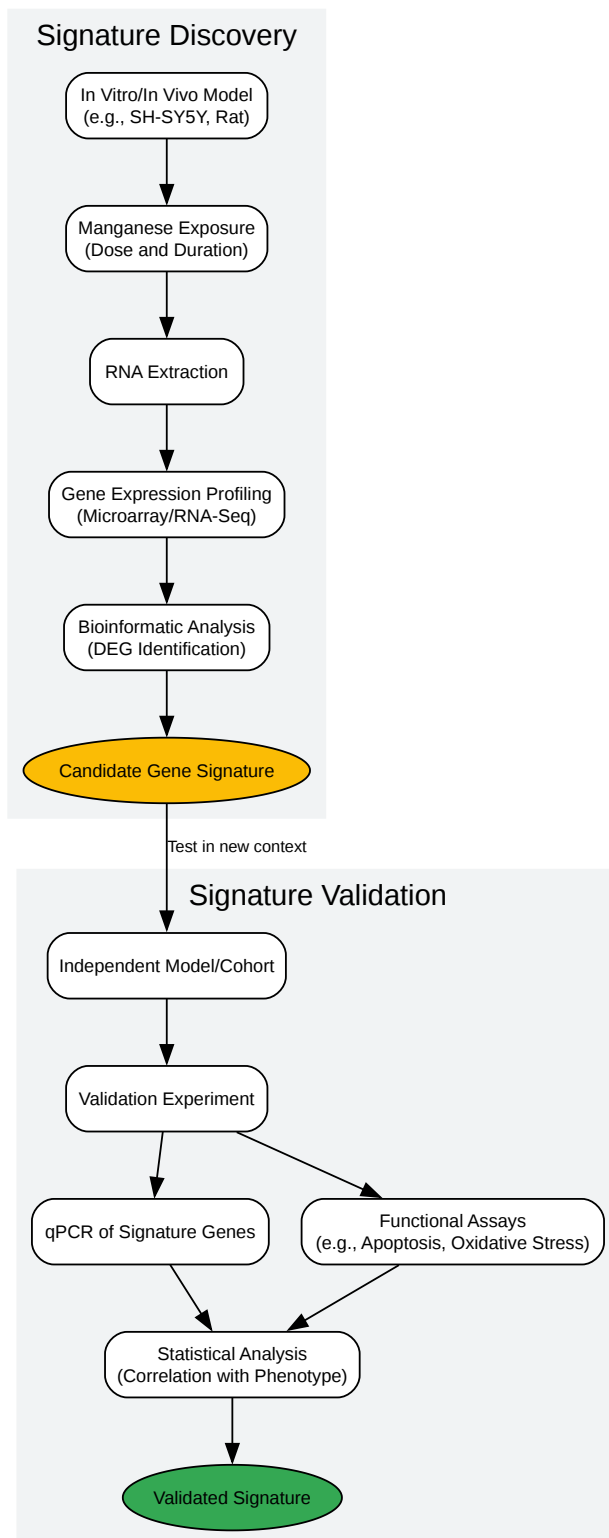 Signature Discovery
In Vitro/In Vivo Model
(e.g., SH-SY5Y, Rat)
Manganese Exposure
(Dose and Duration)
RNA Extraction
Gene Expression Profiling
(Microarray/RNA-Seq)
Bioinformatic Analysis
(DEG Identification)
Candidate Gene Signature
Test in new context
Signature Validation
Independent Model/Cohort
Validation Experiment
qPCR of Signature Genes
Functional Assays
(e.g., Apoptosis, Oxidative Stress)
Statistical Analysis
(Correlation with Phenotype)
Validated Signature